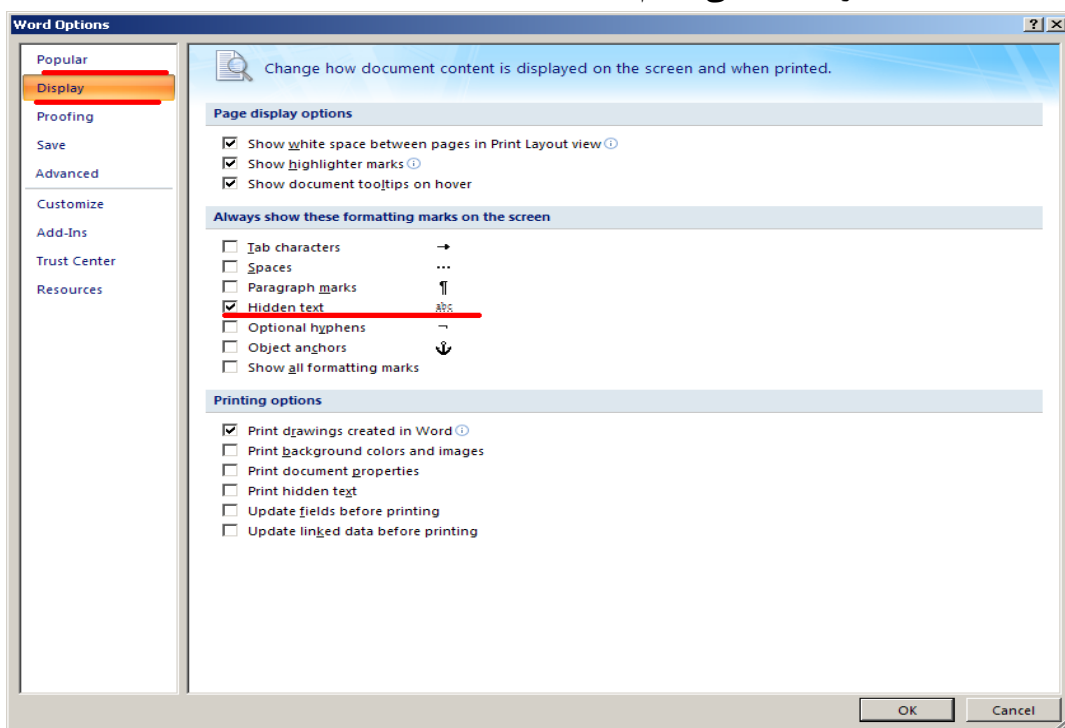 Word Options
Popular
Display
Proofing
Save
Advanced
Customize
Add-Ins
Trust Center
Resources
Change how document content is displayed on the screen and when printed.
Page display options
Show white space between pages in Print Layout view
Show highlighter marks
Show document tooltips on hover
Always show these formatting marks on the screen
Tab characters →
Spaces ...
Paragraph marks ¶
Hidden text abc
Optional hyphens ¬
Object anchors
Show all formatting marks
Printing options
Print drawings created in Word
Print background colors and images
Print document properties
Print hidden text
Update fields before printing
Update linked data before printing
OK Cancel